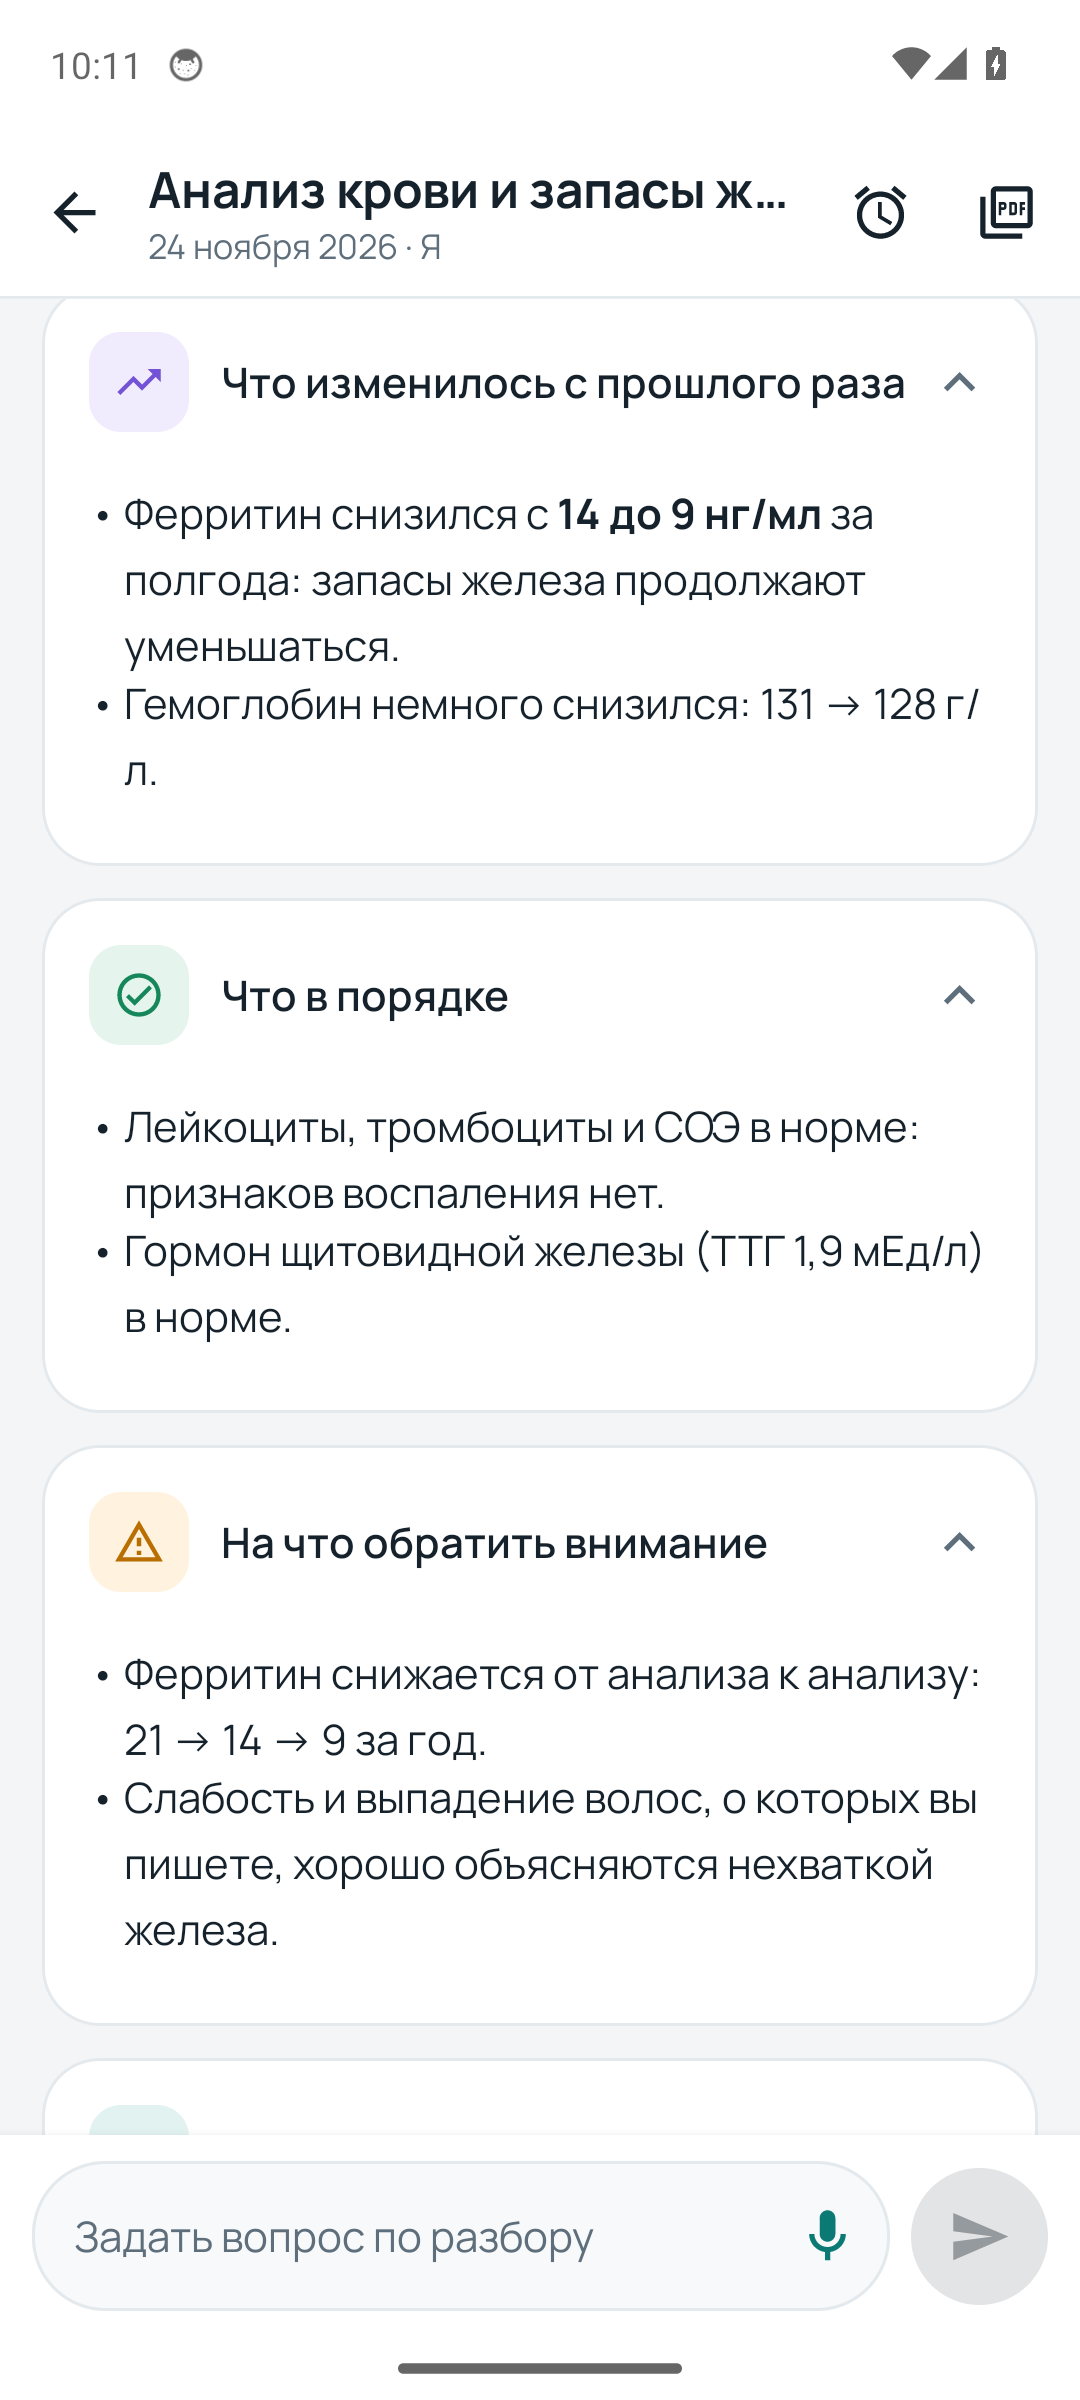 10:11
Анализ крови и запасы ж...
24 ноября 2026 · Я
PDF
Что изменилось с прошлого раза
• Ферритин снизился с 14 до 9 нг/мл за
полгода: запасы железа продолжают
уменьшаться.
• Гемоглобин немного снизился: 131 → 128 г/
л.
Что в порядке
• Лейкоциты, тромбоциты и СОЭ в норме:
признаков воспаления нет.
• Гормон щитовидной железы (ТТГ 1,9 мЕд/л)
в норме.
На что обратить внимание
• Ферритин снижается от анализа к анализу:
21 → 14 → 9 за год.
• Слабость и выпадение волос, о которых вы
пишете, хорошо объясняются нехваткой
железа.
Задать вопрос по разбору